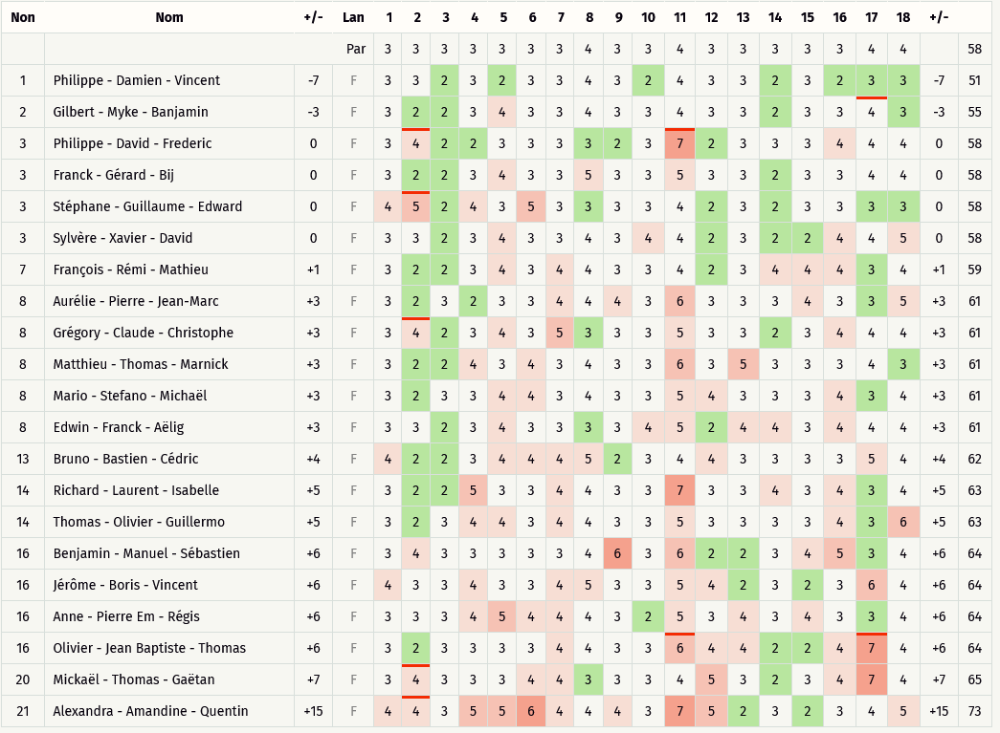 Non Nom +/- Lan 1 2 3 4 5 6 7 8 9 10 11 12 13 14 15 16 17 18 +/-
Par 3 3 3 3 3 3 3 4 3 3 4 3 3 3 3 3 4 4 58
1 Philippe - Damien - Vincent -7 F 3 3 2 3 2 3 3 4 3 2 4 3 3 2 3 2 3 3 -7 51
2 Gilbert - Myke - Banjamin -3 F 3 2 2 3 4 3 3 4 3 3 4 3 3 2 3 3 4 3 -3 55
3 Philippe - David - Frederic 0 F 3 4 2 2 3 3 3 3 2 3 7 2 3 3 3 4 4 4 0 58
3 Franck - Gérard - Bij 0 F 3 2 2 3 4 3 3 5 3 3 5 3 3 2 3 3 4 4 0 58
3 Stéphane - Guillaume - Edward 0 F 4 5 2 4 3 5 3 3 3 3 4 2 3 2 3 3 3 3 0 58
3 Sylvère - Xavier - David 0 F 3 3 2 3 4 3 3 4 3 4 4 2 3 2 2 4 4 5 0 58
7 François - Rémi - Mathieu +1 F 3 2 2 3 4 3 4 4 3 3 4 2 3 4 4 4 3 4 +1 59
8 Aurélie - Pierre - Jean-Marc +3 F 3 2 3 2 3 3 4 4 4 3 6 3 3 3 4 3 3 5 +3 61
8 Grégory - Claude - Christophe +3 F 3 4 2 3 4 3 5 3 3 3 5 3 3 2 3 4 4 4 +3 61
8 Matthieu - Thomas - Marnick +3 F 3 2 2 4 3 4 3 4 3 3 6 3 5 3 3 3 4 3 +3 61
8 Mario - Stefano - Michaël +3 F 3 2 3 3 4 4 3 4 3 3 5 4 3 3 3 4 3 4 +3 61
8 Edwin - Franck - Aëlig +3 F 3 3 2 3 4 3 3 3 3 4 5 2 4 4 3 4 4 4 +3 61
13 Bruno - Bastien - Cédric +4 F 4 2 2 3 4 4 4 5 2 3 4 4 3 3 3 3 5 4 +4 62
14 Richard - Laurent - Isabelle +5 F 3 2 2 5 3 3 4 4 3 3 7 3 3 4 3 4 3 4 +5 63
14 Thomas - Olivier - Guillermo +5 F 3 2 3 4 4 3 4 4 3 3 5 3 3 3 3 4 3 6 +5 63
16 Benjamin - Manuel - Sébastien +6 F 3 4 3 3 3 3 3 4 6 3 6 2 2 3 4 5 3 4 +6 64
16 Jérôme - Boris - Vincent +6 F 4 3 3 4 3 3 4 5 3 3 5 4 2 3 2 3 6 4 +6 64
16 Anne - Pierre Em - Régis +6 F 3 3 3 4 5 4 4 4 3 2 5 3 4 3 4 3 3 4 +6 64
16 Olivier - Jean Baptiste - Thomas +6 F 3 2 3 3 3 3 4 4 3 3 6 4 4 2 2 4 7 4 +6 64
20 Mickaël - Thomas - Gaëtan +7 F 3 4 3 3 3 4 4 3 3 3 4 5 3 2 3 4 7 4 +7 65
21 Alexandra - Amandine - Quentin +15 F 4 4 3 5 5 6 4 4 4 3 7 5 2 3 2 3 4 5 +15 73